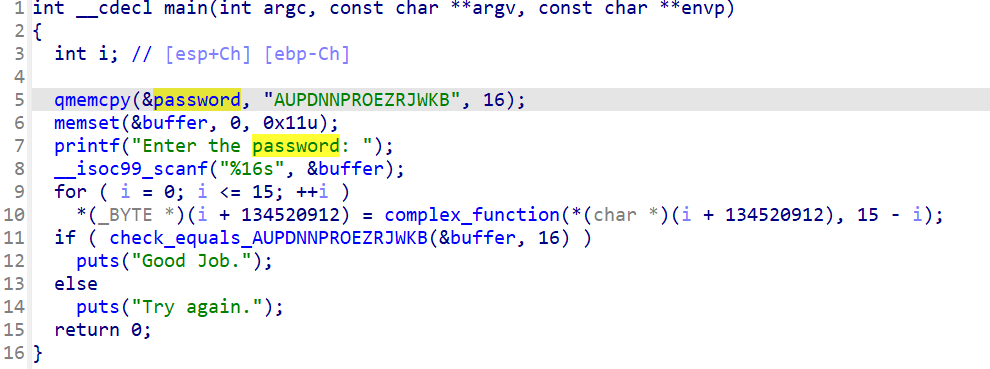 1 int __cdecl main(int argc, const char **argv, const char **envp)
2 {
3   int i; // [esp+Ch] [ebp-Ch]
4
5   qmemcpy(&password, "AUPDNNPROEZRJWKB", 16);
6   memset(&buffer, 0, 0x11u);
7   printf("Enter the password: ");
8   __isoc99_scanf("%16s", &buffer);
9   for ( i = 0; i <= 15; ++i )
10     *(_BYTE *)(i + 134520912) = complex_function(*(char *)(i + 134520912), 15 - i);
11   if ( check_equals_AUPDNNPROEZRJWKB(&buffer, 16) )
12     puts("Good Job.");
13   else
14     puts("Try again.");
15   return 0;
16 }